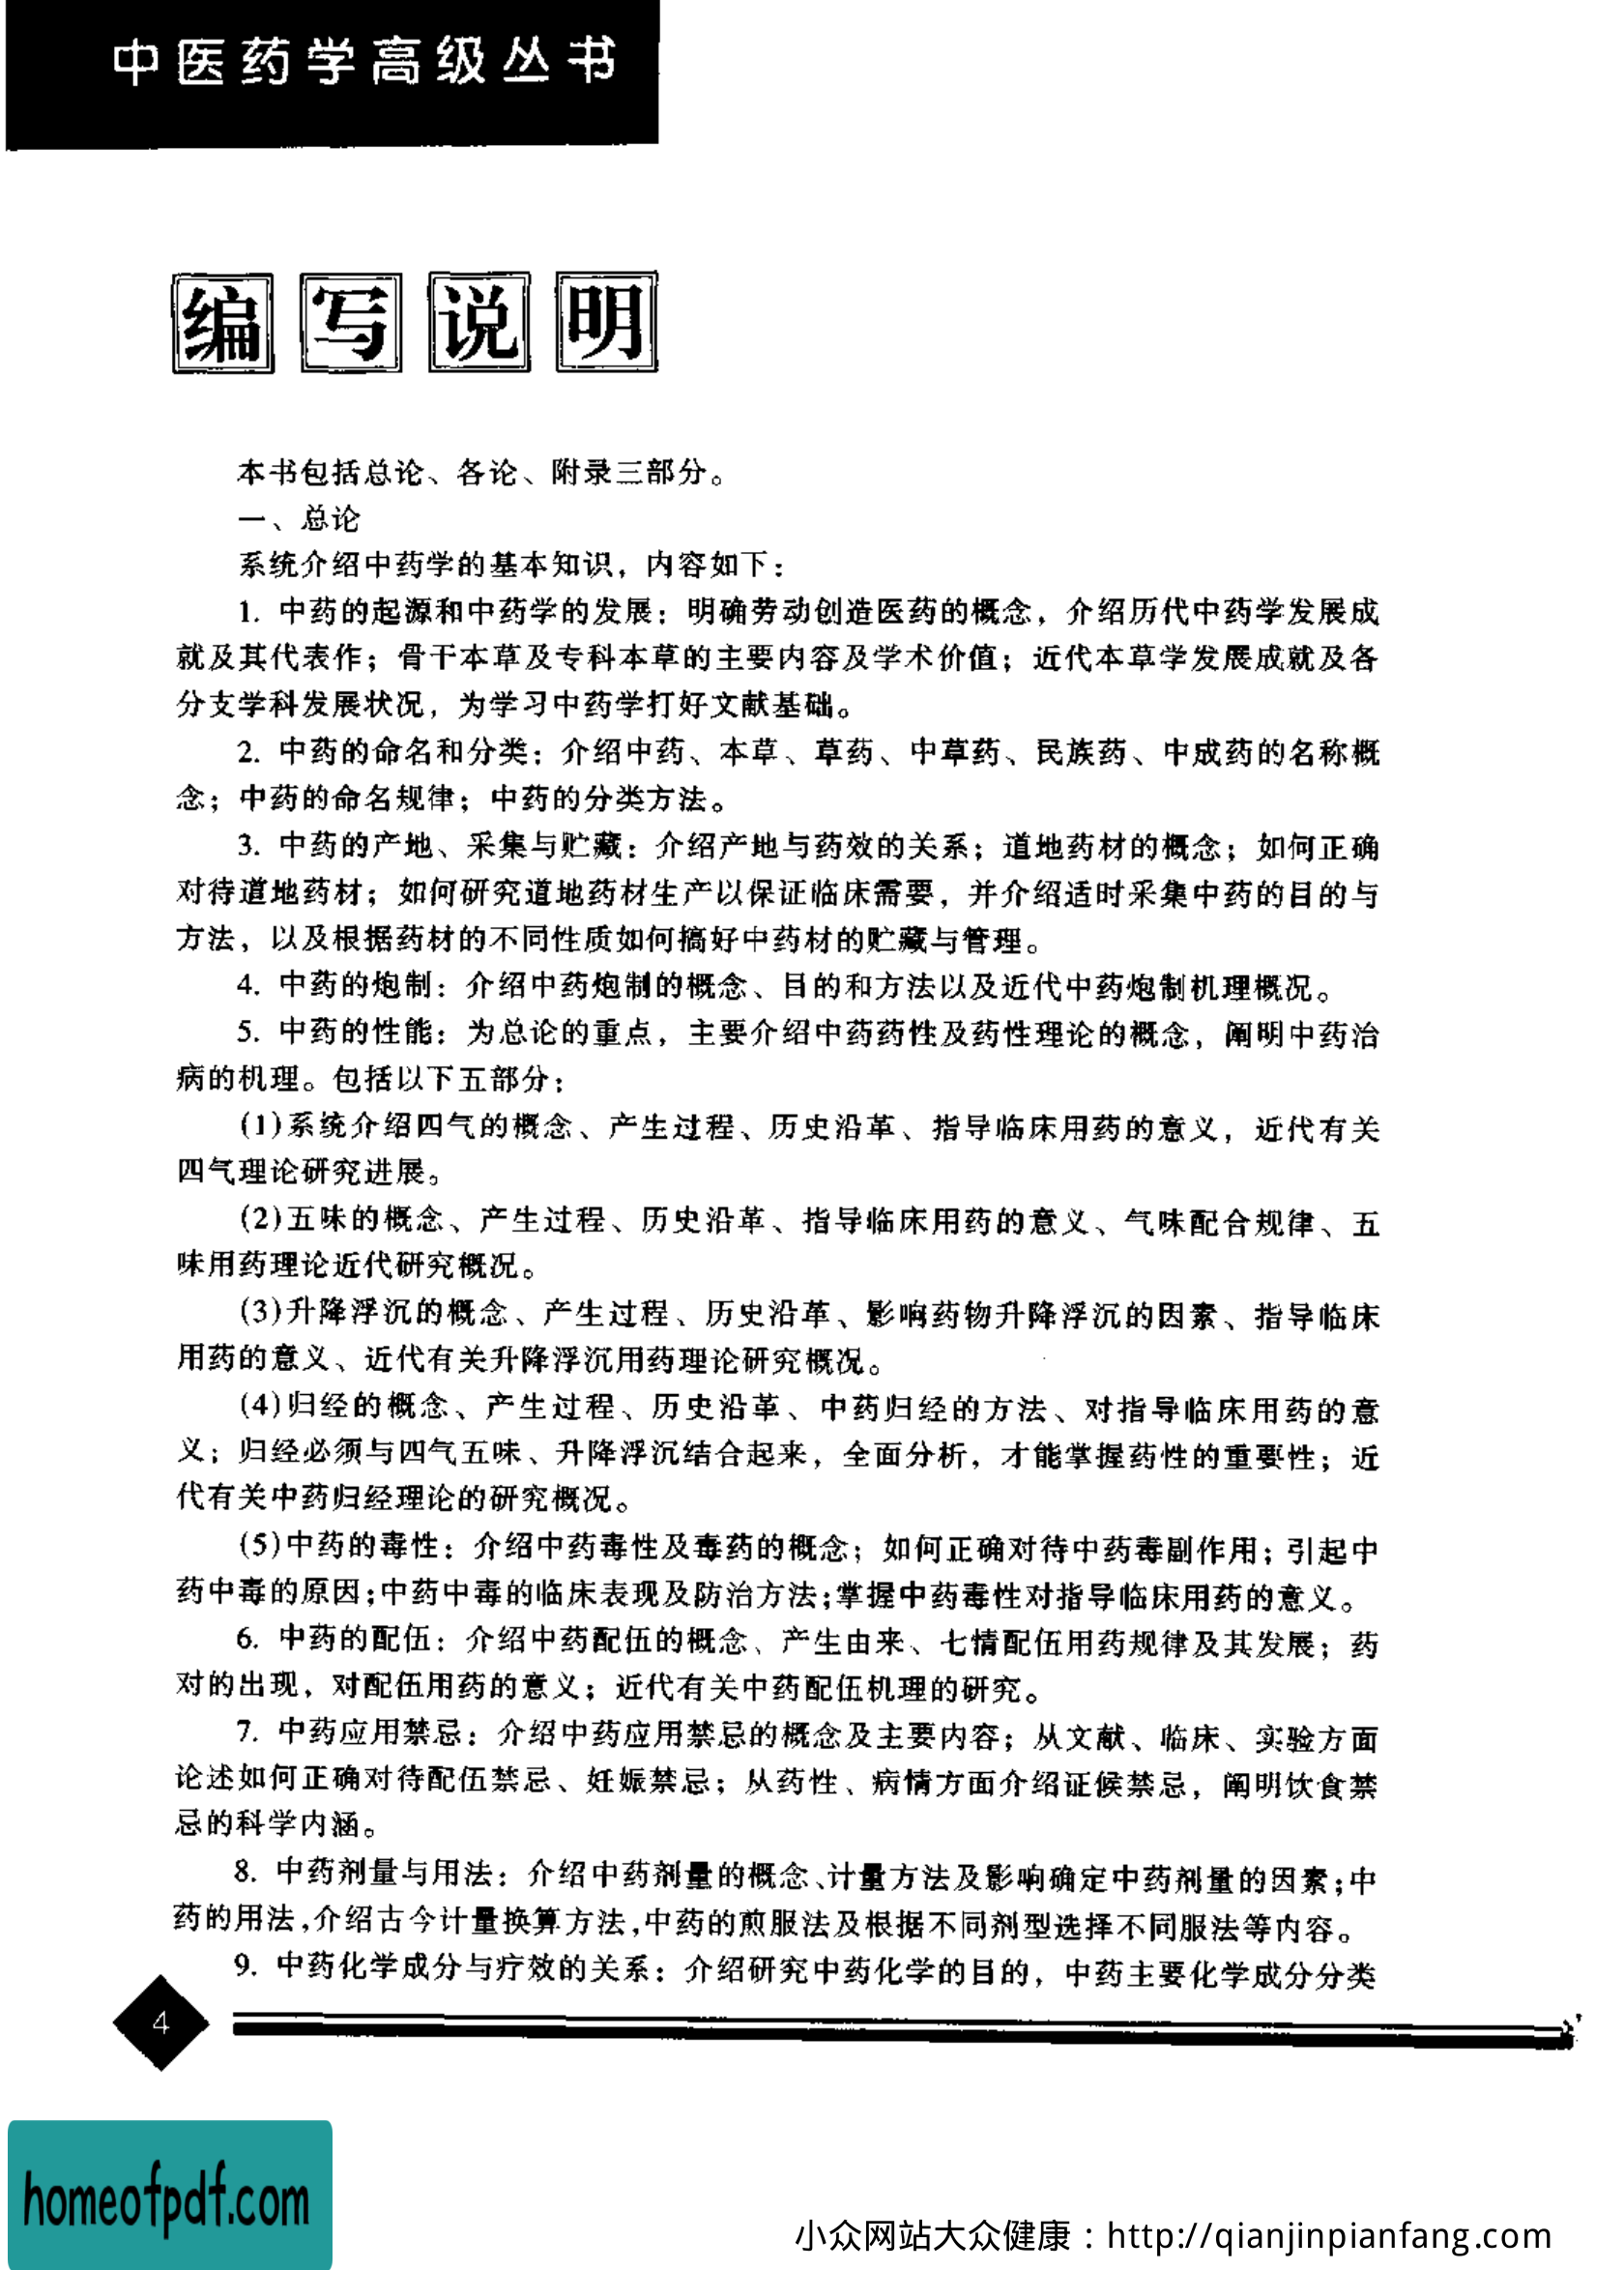 中医药学高级丛书
编写说明
本书包括总论、各论、附录三部分。
一、总论
系统介绍中药学的基本知识，内容如下：
1. 中药的起源和中药学的发展：明确劳动创造医药的概念，介绍历代中药学发展成
就及其代表作；骨干本草及专科本草的主要内容及学术价值；近代本草学发展成就及各
分支学科发展状况，为学习中药学打好文献基础。
2. 中药的命名和分类：介绍中药、本草、草药、中草药、民族药、中成药的名称概
念；中药的命名规律；中药的分类方法。
3. 中药的产地、采集与贮藏：介绍产地与药效的关系；道地药材的概念；如何正确
对待道地药材；如何研究道地药材生产以保证临床需要，并介绍适时采集中药的目的与
方法，以及根据药材的不同性质如何搞好中药材的贮藏与管理。
4. 中药的炮制：介绍中药炮制的概念、目的和方法以及近代中药炮制机理概况。
5. 中药的性能：为总论的重点，主要介绍中药药性及药性理论的概念，阐明中药治
病的机理。包括以下五部分：
(1)系统介绍四气的概念、产生过程、历史沿革、指导临床用药的意义，近代有关
四气理论研究进展。
(2)五味的概念、产生过程、历史沿革、指导临床用药的意义、气味配合规律、五
味用药理论近代研究概况。
(3)升降浮沉的概念、产生过程、历史沿革、影响药物升降浮沉的因素、指导临床
用药的意义、近代有关升降浮沉用药理论研究概况。
(4)归经的概念、产生过程、历史沿革、中药归经的方法、对指导临床用药的意
义；归经必须与四气五味、升降浮沉结合起来，全面分析，才能掌握药性的重要性；近
代有关中药归经理论的研究概况。
(5)中药的毒性：介绍中药毒性及毒药的概念；如何正确对待中药毒副作用；引起中
药中毒的原因；中药中毒的临床表现及防治方法；掌握中药毒性对指导临床用药的意义。
6. 中药的配伍：介绍中药配伍的概念、产生由来、七情配伍用药规律及其发展；药
对的出现，对配伍用药的意义；近代有关中药配伍机理的研究。
7. 中药应用禁忌：介绍中药应用禁忌的概念及主要内容；从文献、临床、实验方面
论述如何正确对待配伍禁忌、妊娠禁忌；从药性、病情方面介绍证候禁忌，阐明饮食禁
忌的科学内涵。
8. 中药剂量与用法：介绍中药剂量的概念、计量方法及影响确定中药剂量的因素；中
药的用法，介绍古今计量换算方法，中药的煎服法及根据不同剂型选择不同服法等内容。
9. 中药化学成分与疗效的关系：介绍研究中药化学的目的，中药主要化学成分分类
4
homeofpdf.com
小众网站大众健康：http://qianjinpianfang.com